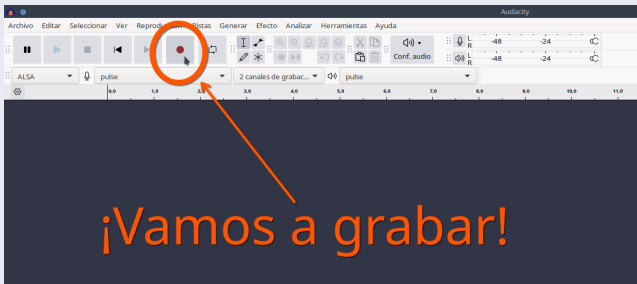 Audacity
Archivo Editar Seleccionar Ver Reproducción Pistas Generar Efecto Analizar Herramientas Ayuda
L -48 -24
R
Conf. audio
L -48 -24
R
ALSA pulse 2 canales de grabac... pulse
0,0 1,0 2,0 3,0 4,0 5,0 6,0 7,0 8,0 9,0 10,0 11,0
¡Vamos a grabar!